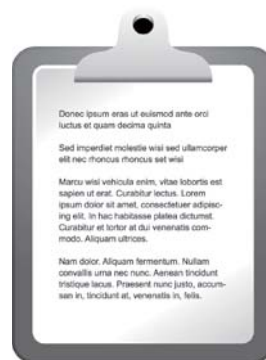 Donec ipsum eras ut euismod ante orci
luctus et quam decima quinta
Sed imperdiet molestie wisi sed ullamcorper
elit nec rhoncus rhoncus set wisi
Marcu wisi vehicula enim, vitae lobortis est
sapien ut erat. Curabitur lectus. Lorem
ipsum dolor sit amet, consectetuer adipisc-
ing elit. In hac habitasse platea dictumst.
Curabitur et tortor at dui venenatis com-
modo. Aliquam ultrices.
Nam dolor. Aliquam fermentum. Nullam
convallis urna nec nunc. Aenean tincidunt
tristique lacus. Praesent nunc justo, accum-
san in, tincidunt at, venenatis in, felis.